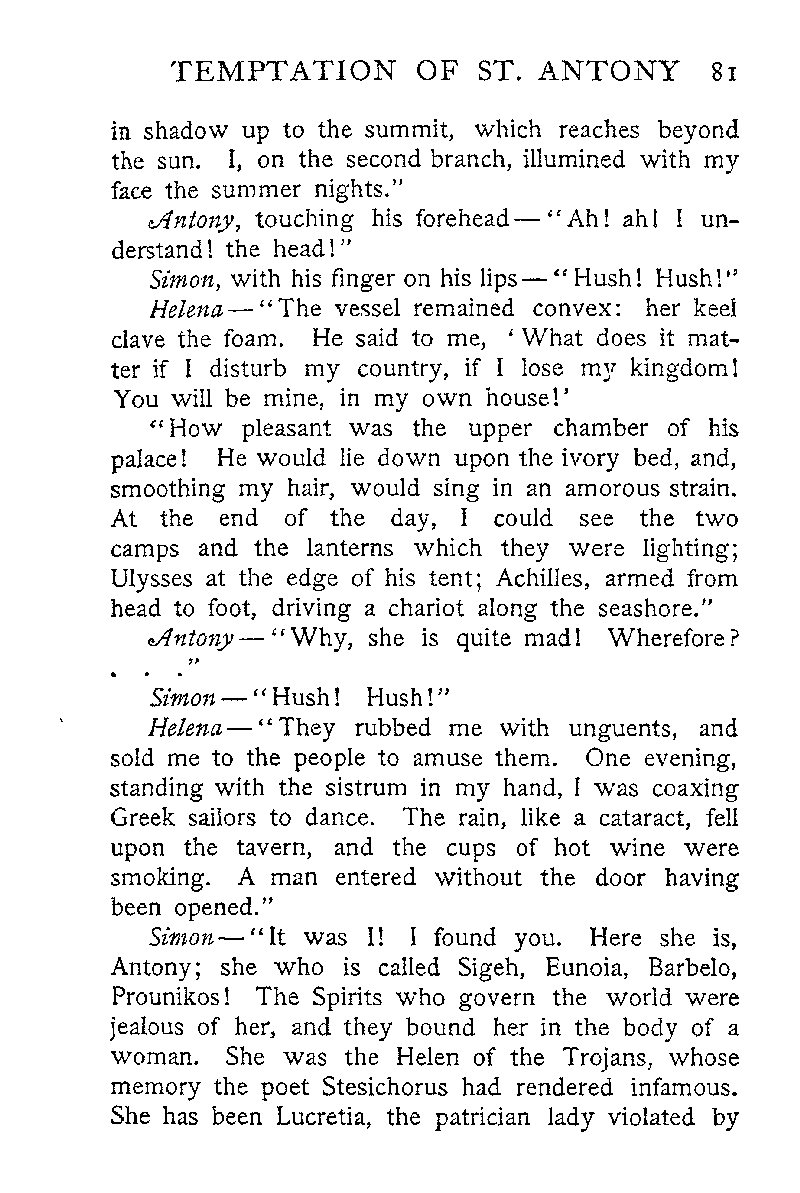 TEMPTATION OF ST. ANTONY 81
in shadow up to the summit, which reaches beyond
the sun. I, on the second branch, illumined with my
face the summer nights.”
Antony, touching his forehead—“Ah! ah! I un-
derstand! the head!”
Simon, with his finger on his lips—“Hush! Hush!”
Helena—“The vessel remained convex: her keel
clave the foam. He said to me, ‘What does it mat-
ter if I disturb my country, if I lose my kingdom!
You will be mine, in my own house!’
“How pleasant was the upper chamber of his
palace! He would lie down upon the ivory bed, and,
smoothing my hair, would sing in an amorous strain.
At the end of the day, I could see the two
camps and the lanterns which they were lighting;
Ulysses at the edge of his tent; Achilles, armed from
head to foot, driving a chariot along the seashore.”
Antony—“Why, she is quite mad! Wherefore?
. . .”
Simon—“Hush! Hush!”
Helena—“They rubbed me with unguents, and
sold me to the people to amuse them. One evening,
standing with the sistrum in my hand, I was coaxing
Greek sailors to dance. The rain, like a cataract, fell
upon the tavern, and the cups of hot wine were
smoking. A man entered without the door having
been opened.”
Simon—“It was I! I found you. Here she is,
Antony; she who is called Sigeh, Eunoia, Barbelo,
Prounikos! The Spirits who govern the world were
jealous of her, and they bound her in the body of a
woman. She was the Helen of the Trojans, whose
memory the poet Stesichorus had rendered infamous.
She has been Lucretia, the patrician lady violated by